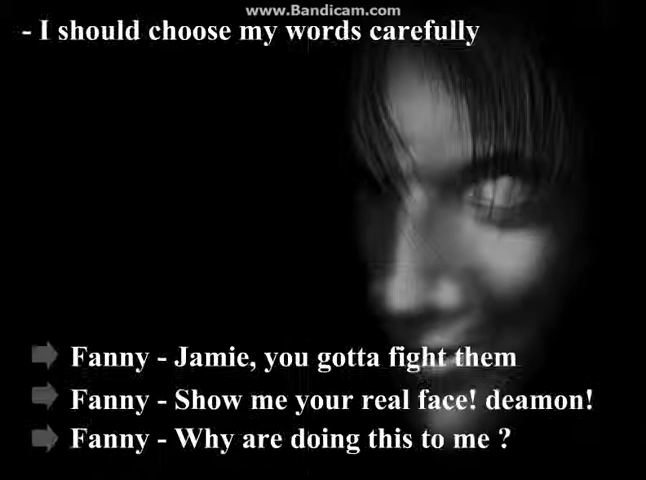 www.Bandicam.com
- I should choose my words carefully
Fanny - Jamie, you gotta fight them
Fanny - Show me your real face! deamon!
Fanny - Why are doing this to me ?